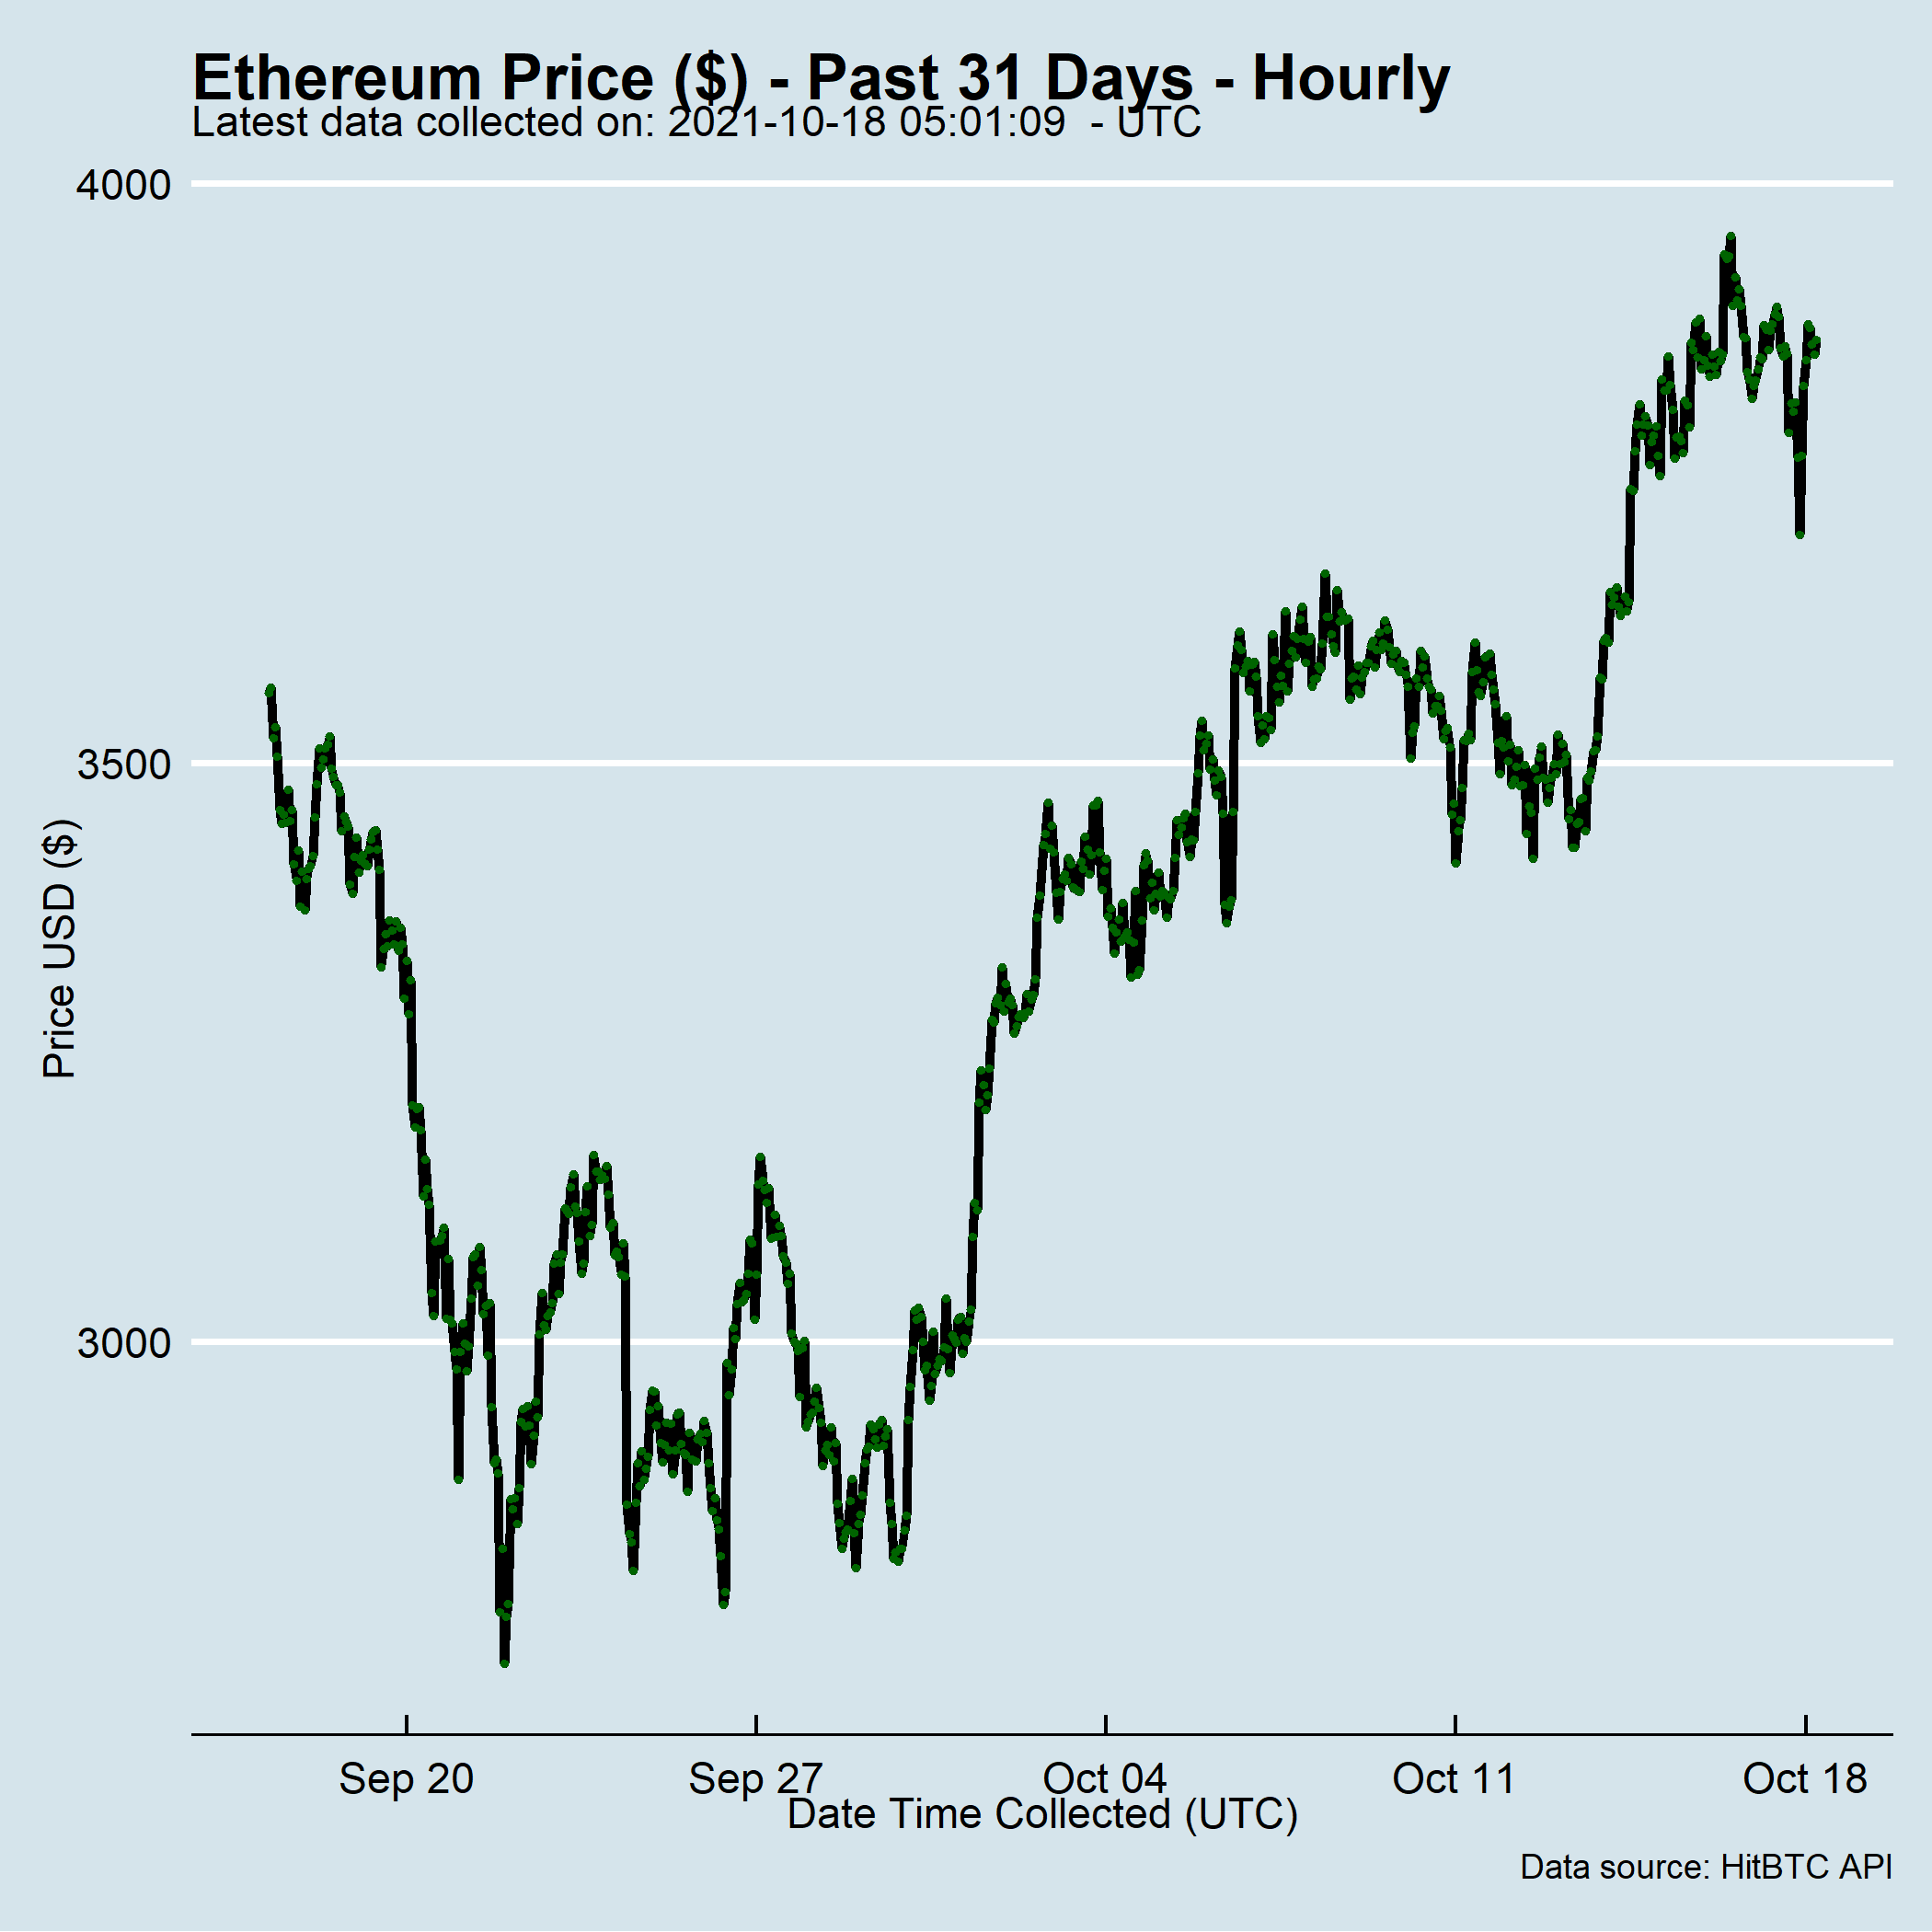 Ethereum Price ($) - Past 31 Days - Hourly
Latest data collected on: 2021-10-18 05:01:09  - UTC
4000
3500
3000
Price USD ($)
Sep 20
Sep 27
Oct 04
Oct 11
Oct 18
Date Time Collected (UTC)
Data source: HitBTC API